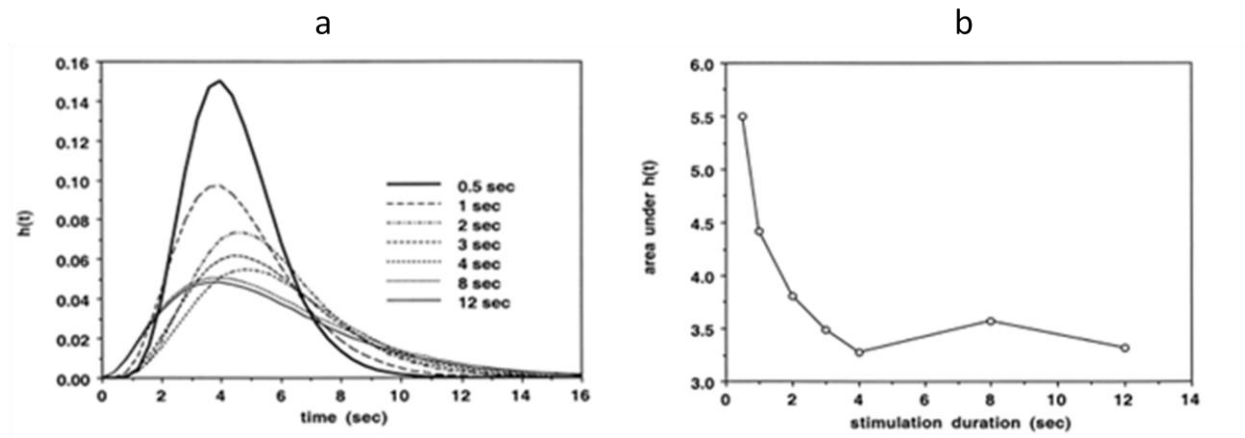 a
b
0.16
0.14
0.12
0.10
0.08
0.06
0.04
0.02
0.00
h(t)
0.5 sec
1 sec
2 sec
3 sec
4 sec
8 sec
12 sec
0 2 4 6 8 10 12 14 16
time (sec)
6.0
5.5
5.0
4.5
4.0
3.5
3.0
area under h(t)
0 2 4 6 8 10 12 14
stimulation duration (sec)